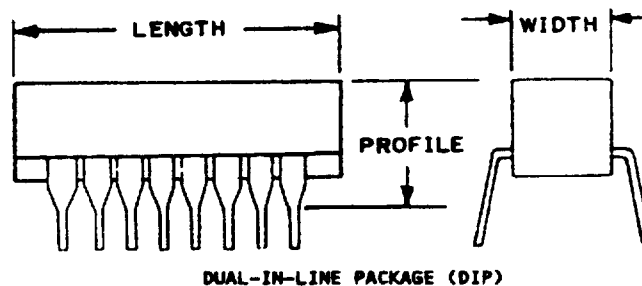 LENGTH
WIDTH
PROFILE
DUAL-IN-LINE PACKAGE (DIP)